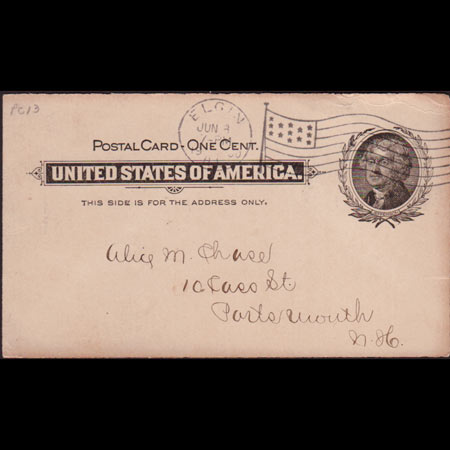 PC13
ELGIN
JUN
POSTAL CARD - ONE CENT.
UNITED STATES OF AMERICA.
THIS SIDE IS FOR THE ADDRESS ONLY.
Alice M. Chase
10 Cass St.
Portsmouth
N.H.